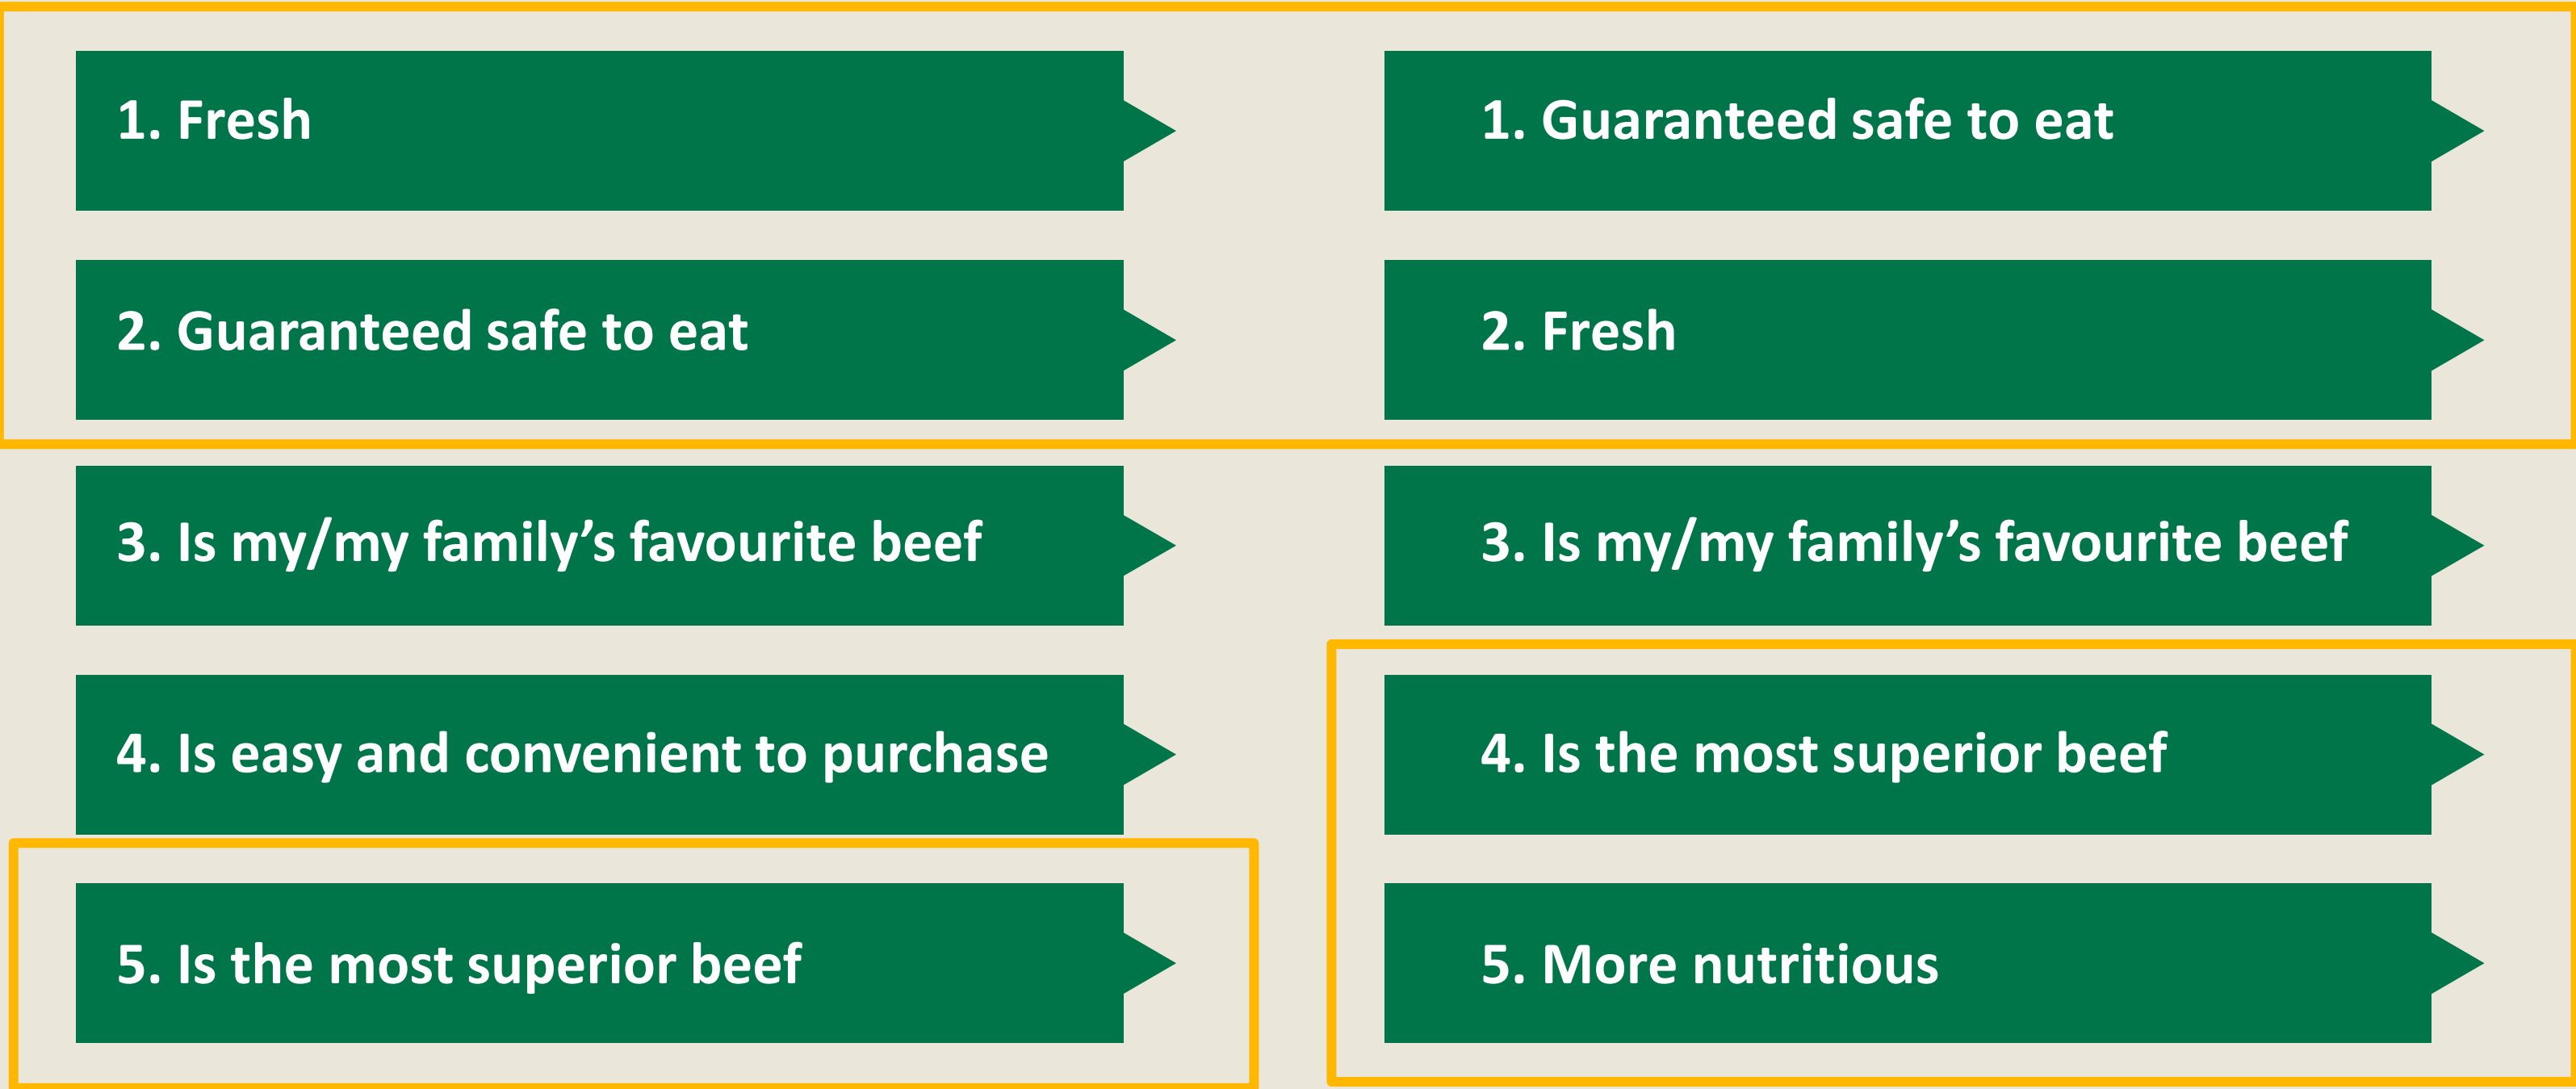 1. Fresh
2. Guaranteed safe to eat
3. Is my/my family’s favourite beef
4. Is easy and convenient to purchase
5. Is the most superior beef
1. Guaranteed safe to eat
2. Fresh
3. Is my/my family’s favourite beef
4. Is the most superior beef
5. More nutritious